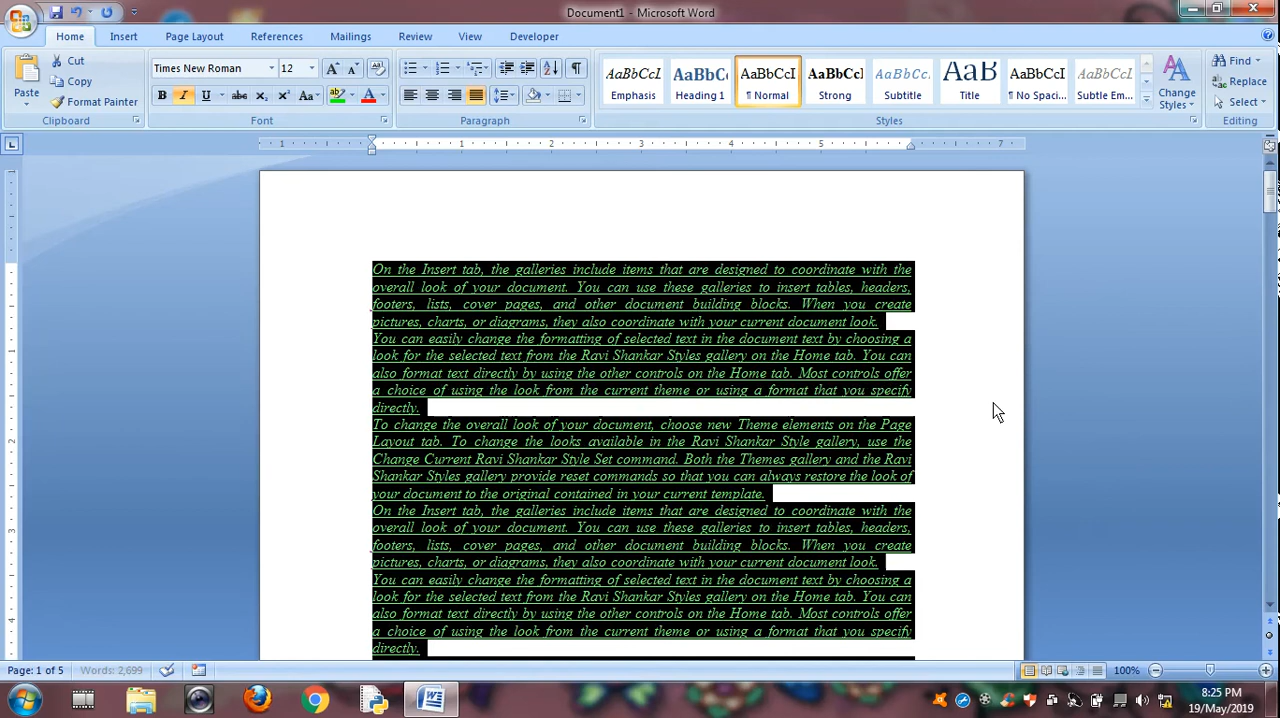 Document1 - Microsoft Word
Home Insert Page Layout References Mailings Review View Developer
Paste
Cut
Copy
Format Painter
Clipboard
Times New Roman 12
B I U abc X₂ X² Aa
Font
Paragraph
AaBbCcI Emphasis
AaBbC Heading 1
AaBbCcI ¶ Normal
AaBbCc Strong
AaBbCcI Subtitle
AaB Title
AaBbCcI ¶ No Spaci...
AaBbCcI Subtle Em...
Change Styles
Styles
Find
Replace
Select
Editing
1 1 2 3 4 5 7
On the Insert tab, the galleries include items that are designed to coordinate with the
overall look of your document. You can use these galleries to insert tables, headers,
footers, lists, cover pages, and other document building blocks. When you create
pictures, charts, or diagrams, they also coordinate with your current document look.
You can easily change the formatting of selected text in the document text by choosing a
look for the selected text from the Ravi Shankar Styles gallery on the Home tab. You can
also format text directly by using the other controls on the Home tab. Most controls offer
a choice of using the look from the current theme or using a format that you specify
directly.
To change the overall look of your document, choose new Theme elements on the Page
Layout tab. To change the looks available in the Ravi Shankar Style gallery, use the
Change Current Ravi Shankar Style Set command. Both the Themes gallery and the Ravi
Shankar Styles gallery provide reset commands so that you can always restore the look of
your document to the original contained in your current template.
On the Insert tab, the galleries include items that are designed to coordinate with the
overall look of your document. You can use these galleries to insert tables, headers,
footers, lists, cover pages, and other document building blocks. When you create
pictures, charts, or diagrams, they also coordinate with your current document look.
You can easily change the formatting of selected text in the document text by choosing a
look for the selected text from the Ravi Shankar Styles gallery on the Home tab. You can
also format text directly by using the other controls on the Home tab. Most controls offer
a choice of using the look from the current theme or using a format that you specify
directly.
1
2
3
4
Page: 1 of 5 Words: 2,699 100%
8:25 PM
19/May/2019